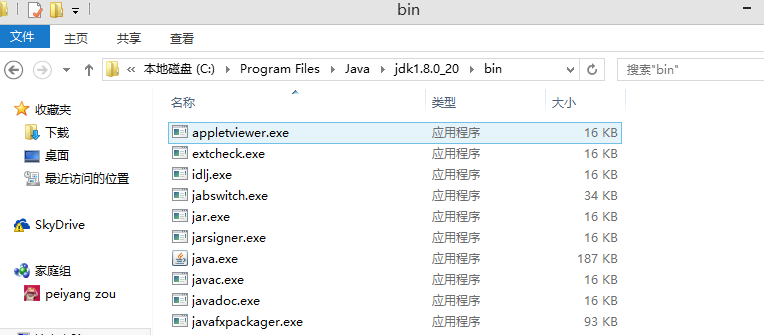 bin
文件 主页 共享 查看
« 本地磁盘 (C:) Program Files Java jdk1.8.0_20 bin 搜索"bin"
收藏夹
下载
桌面
最近访问的位置
SkyDrive
家庭组
peiyang zou
名称 类型 大小
appletviewer.exe 应用程序 16 KB
extcheck.exe 应用程序 16 KB
idlj.exe 应用程序 16 KB
jabswitch.exe 应用程序 34 KB
jar.exe 应用程序 16 KB
jarsigner.exe 应用程序 16 KB
java.exe 应用程序 187 KB
javac.exe 应用程序 16 KB
javadoc.exe 应用程序 16 KB
javafxpackager.exe 应用程序 93 KB